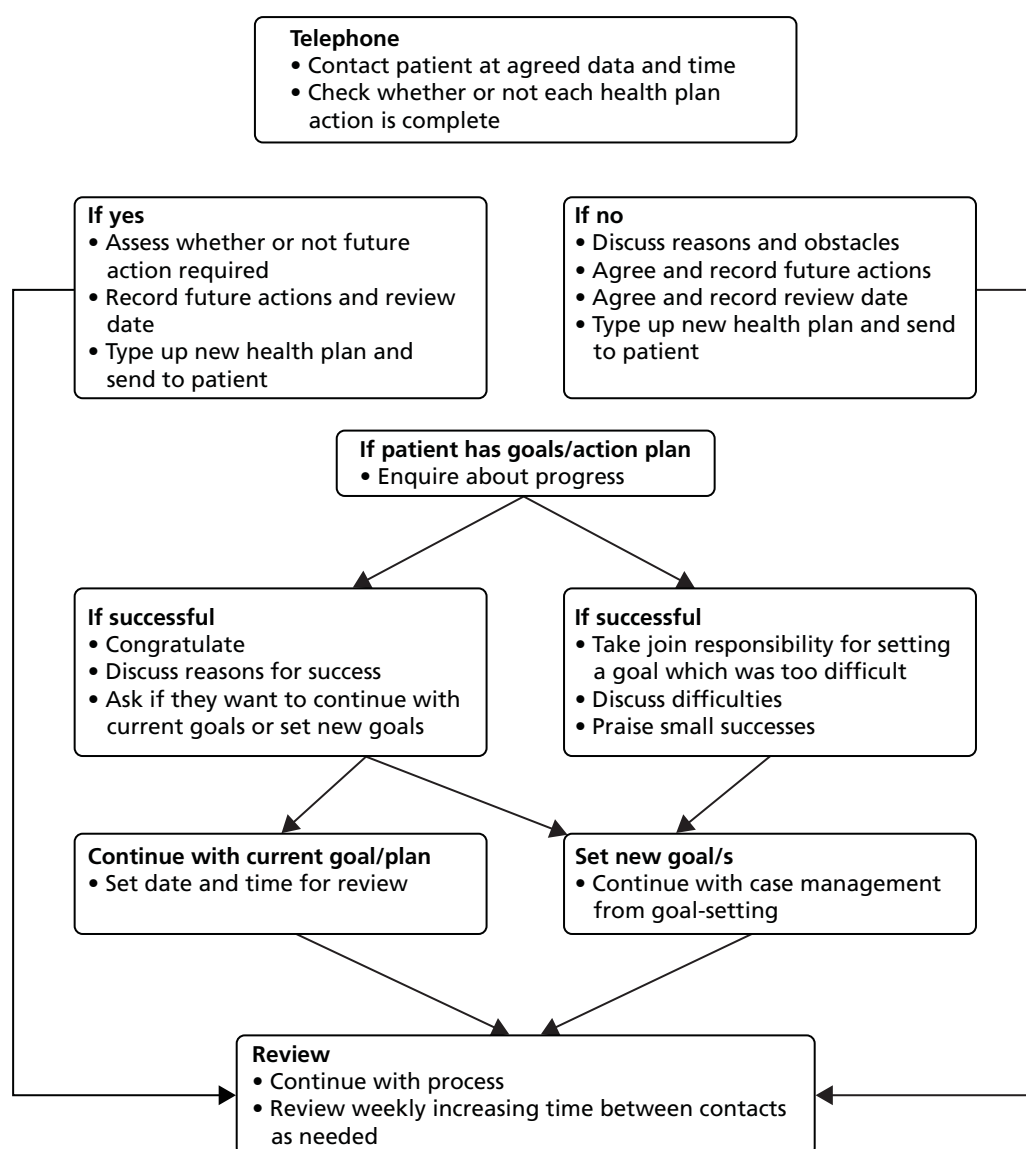 Telephone
• Contact patient at agreed data and time
• Check whether or not each health plan
action is complete
If yes
• Assess whether or not future
action required
• Record future actions and review
date
• Type up new health plan and
send to patient
If no
• Discuss reasons and obstacles
• Agree and record future actions
• Agree and record review date
• Type up new health plan and send
to patient
If patient has goals/action plan
• Enquire about progress
If successful
• Congratulate
• Discuss reasons for success
• Ask if they want to continue with
current goals or set new goals
If successful
• Take join responsibility for setting
a goal which was too difficult
• Discuss difficulties
• Praise small successes
Continue with current goal/plan
• Set date and time for review
Set new goal/s
• Continue with case management
from goal-setting
Review
• Continue with process
• Review weekly increasing time between contacts
as needed